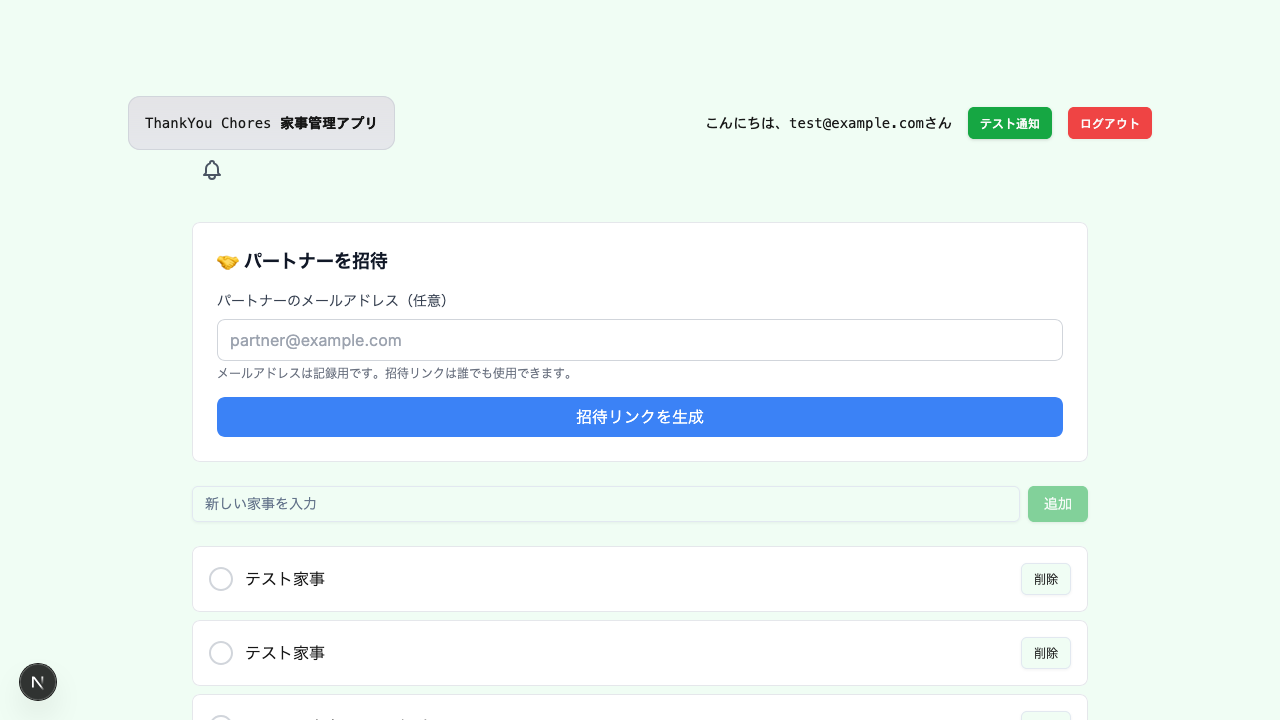 ThankYou Chores 家事管理アプリ
こんにちは、test@example.comさん
テスト通知
ログアウト
🤝 パートナーを招待
パートナーのメールアドレス（任意）
partner@example.com
メールアドレスは記録用です。招待リンクは誰でも使用できます。
招待リンクを生成
新しい家事を入力
追加
テスト家事
削除
テスト家事
削除
N